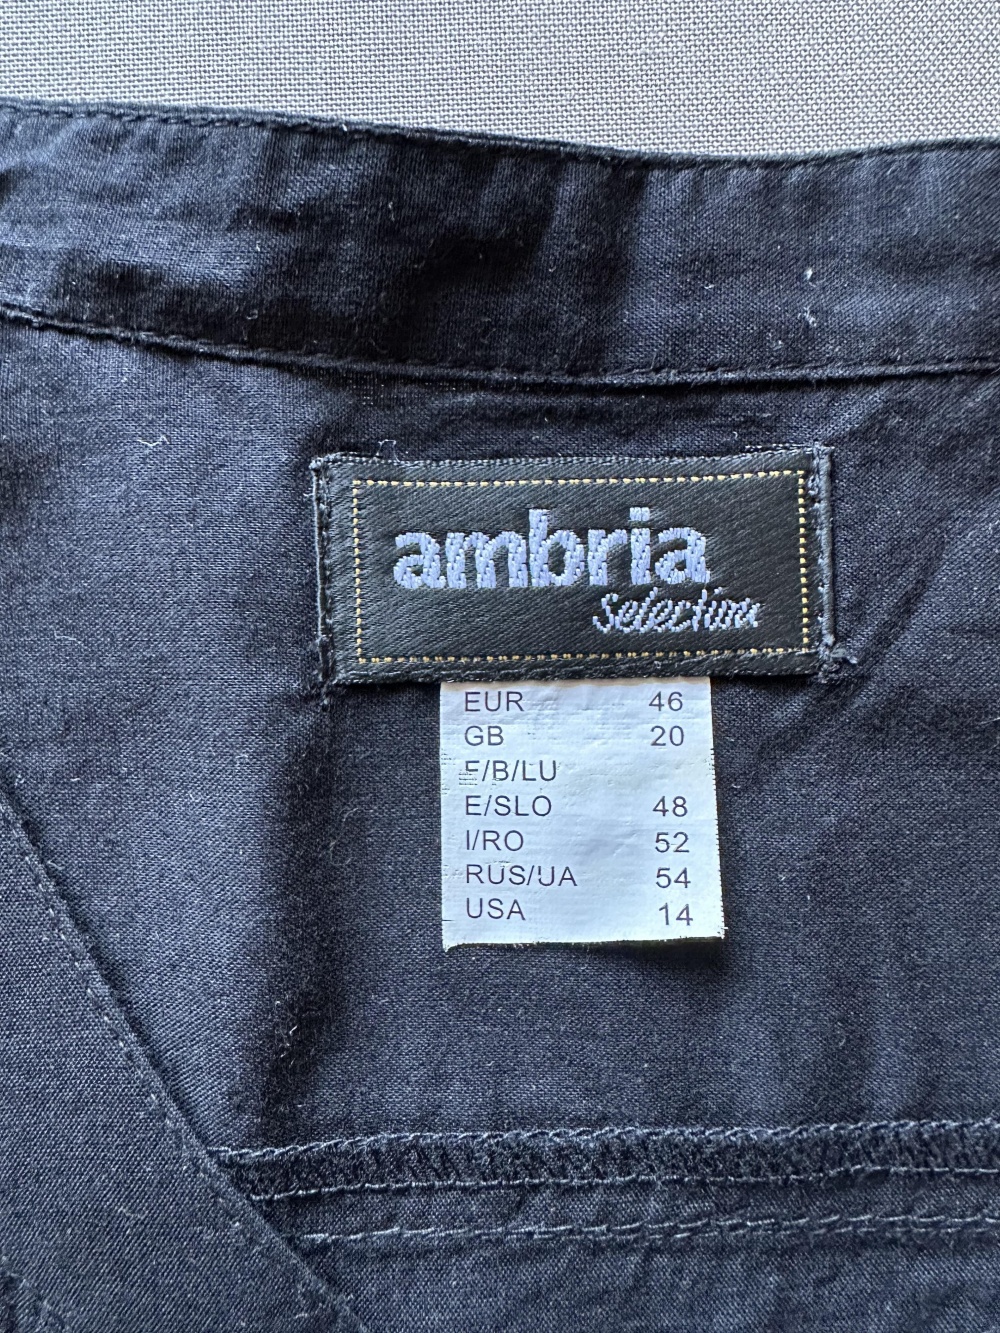 ambria
selection
EUR 46
GB 20
F/B/LU
E/SLO 48
I/RO 52
RUS/UA 54
USA 14